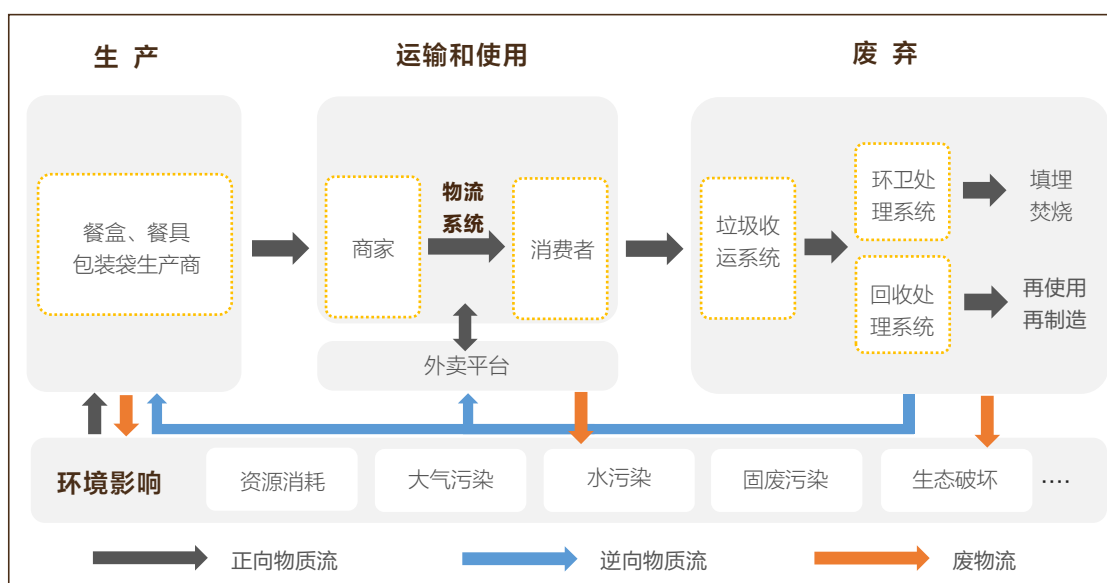 生 产
运输和使用
废 弃
餐盒、餐具
包装袋生产商
商家
物流
系统
消费者
外卖平台
垃圾收
运系统
环卫处
理系统
填埋
焚烧
回收处
理系统
再使用
再制造
环境影响
资源消耗
大气污染
水污染
固废污染
生态破坏
....
正向物质流
逆向物质流
废物流